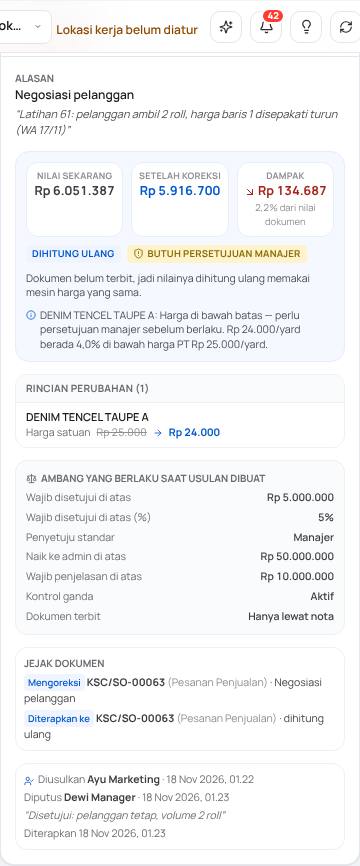 ok...
Lokasi kerja belum diatur
42
ALASAN
Negosiasi pelanggan
"Latihan 61: pelanggan ambil 2 roll, harga baris 1 disepakati turun
(WA 17/11)"
NILAI SEKARANG
Rp 6.051.387
SETELAH KOREKSI
Rp 5.916.700
DAMPAK
↘ Rp 134.687
2,2% dari nilai
dokumen
DIHITUNG ULANG
BUTUH PERSETUJUAN MANAJER
Dokumen belum terbit, jadi nilainya dihitung ulang memakai
mesin harga yang sama.
DENIM TENCEL TAUPE A: Harga di bawah batas — perlu
persetujuan manajer sebelum berlaku. Rp 24.000/yard
berada 4,0% di bawah harga PT Rp 25.000/yard.
RINCIAN PERUBAHAN (1)
DENIM TENCEL TAUPE A
Harga satuan Rp 25.000 → Rp 24.000
AMBANG YANG BERLAKU SAAT USULAN DIBUAT
Wajib disetujui di atas Rp 5.000.000
Wajib disetujui di atas (%) 5%
Penyetuju standar Manajer
Naik ke admin di atas Rp 50.000.000
Wajib penjelasan di atas Rp 10.000.000
Kontrol ganda Aktif
Dokumen terbit Hanya lewat nota
JEJAK DOKUMEN
Mengoreksi KSC/SO-00063 (Pesanan Penjualan) · Negosiasi
pelanggan
Diterapkan ke KSC/SO-00063 (Pesanan Penjualan) · dihitung
ulang
Diusulkan Ayu Marketing · 18 Nov 2026, 01.22
Diputus Dewi Manager · 18 Nov 2026, 01.23
"Disetujui: pelanggan tetap, volume 2 roll"
Diterapkan 18 Nov 2026, 01.23